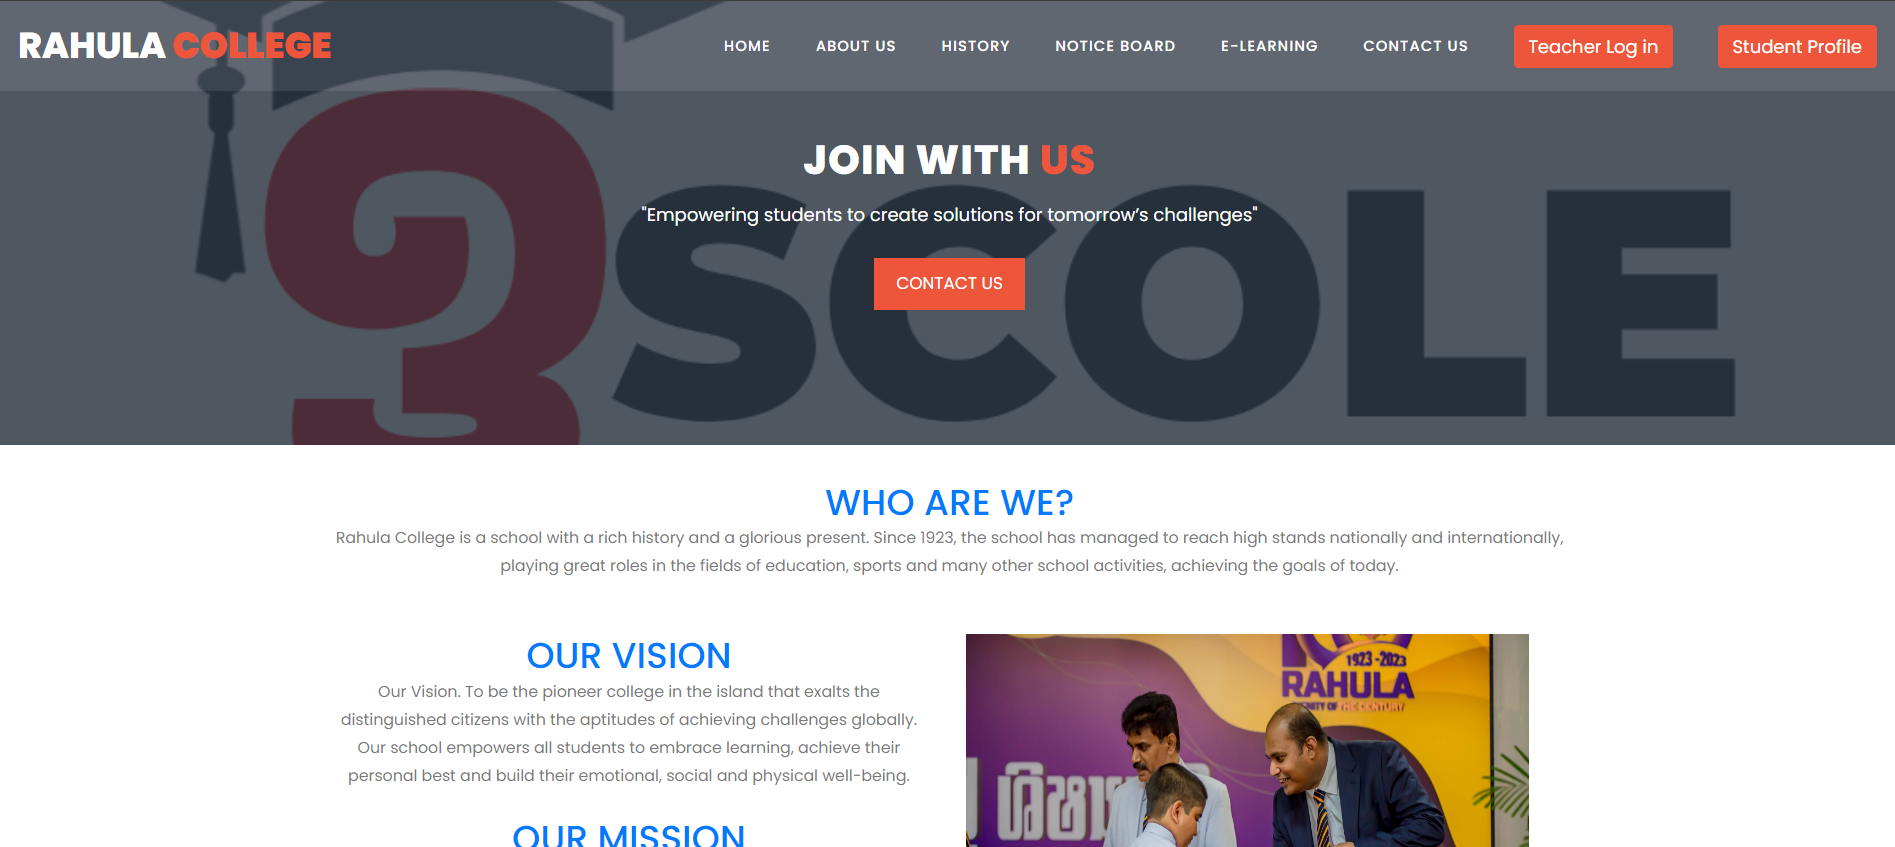 RAHULA COLLEGE
HOME ABOUT US HISTORY NOTICE BOARD E-LEARNING CONTACT US Teacher Log in Student Profile
JOIN WITH US
"Empowering students to create solutions for tomorrow’s challenges"
CONTACT US
SCOLE
WHO ARE WE?
Rahula College is a school with a rich history and a glorious present. Since 1923, the school has managed to reach high stands nationally and internationally,
playing great roles in the fields of education, sports and many other school activities, achieving the goals of today.
OUR VISION
Our Vision. To be the pioneer college in the island that exalts the
distinguished citizens with the aptitudes of achieving challenges globally.
Our school empowers all students to embrace learning, achieve their
personal best and build their emotional, social and physical well-being.
OUR MISSION
1923-2023
RAHULA
OF THE CENTURY